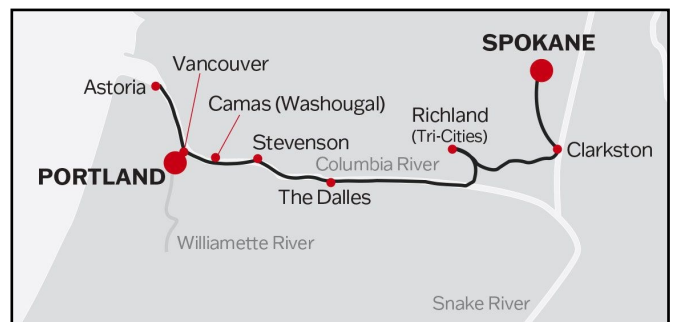 SPOKANE
Vancouver
Astoria
Camas (Washougal)
Richland
(Tri-Cities)
Stevenson
Clarkston
Columbia River
PORTLAND
The Dalles
Williamette River
Snake River